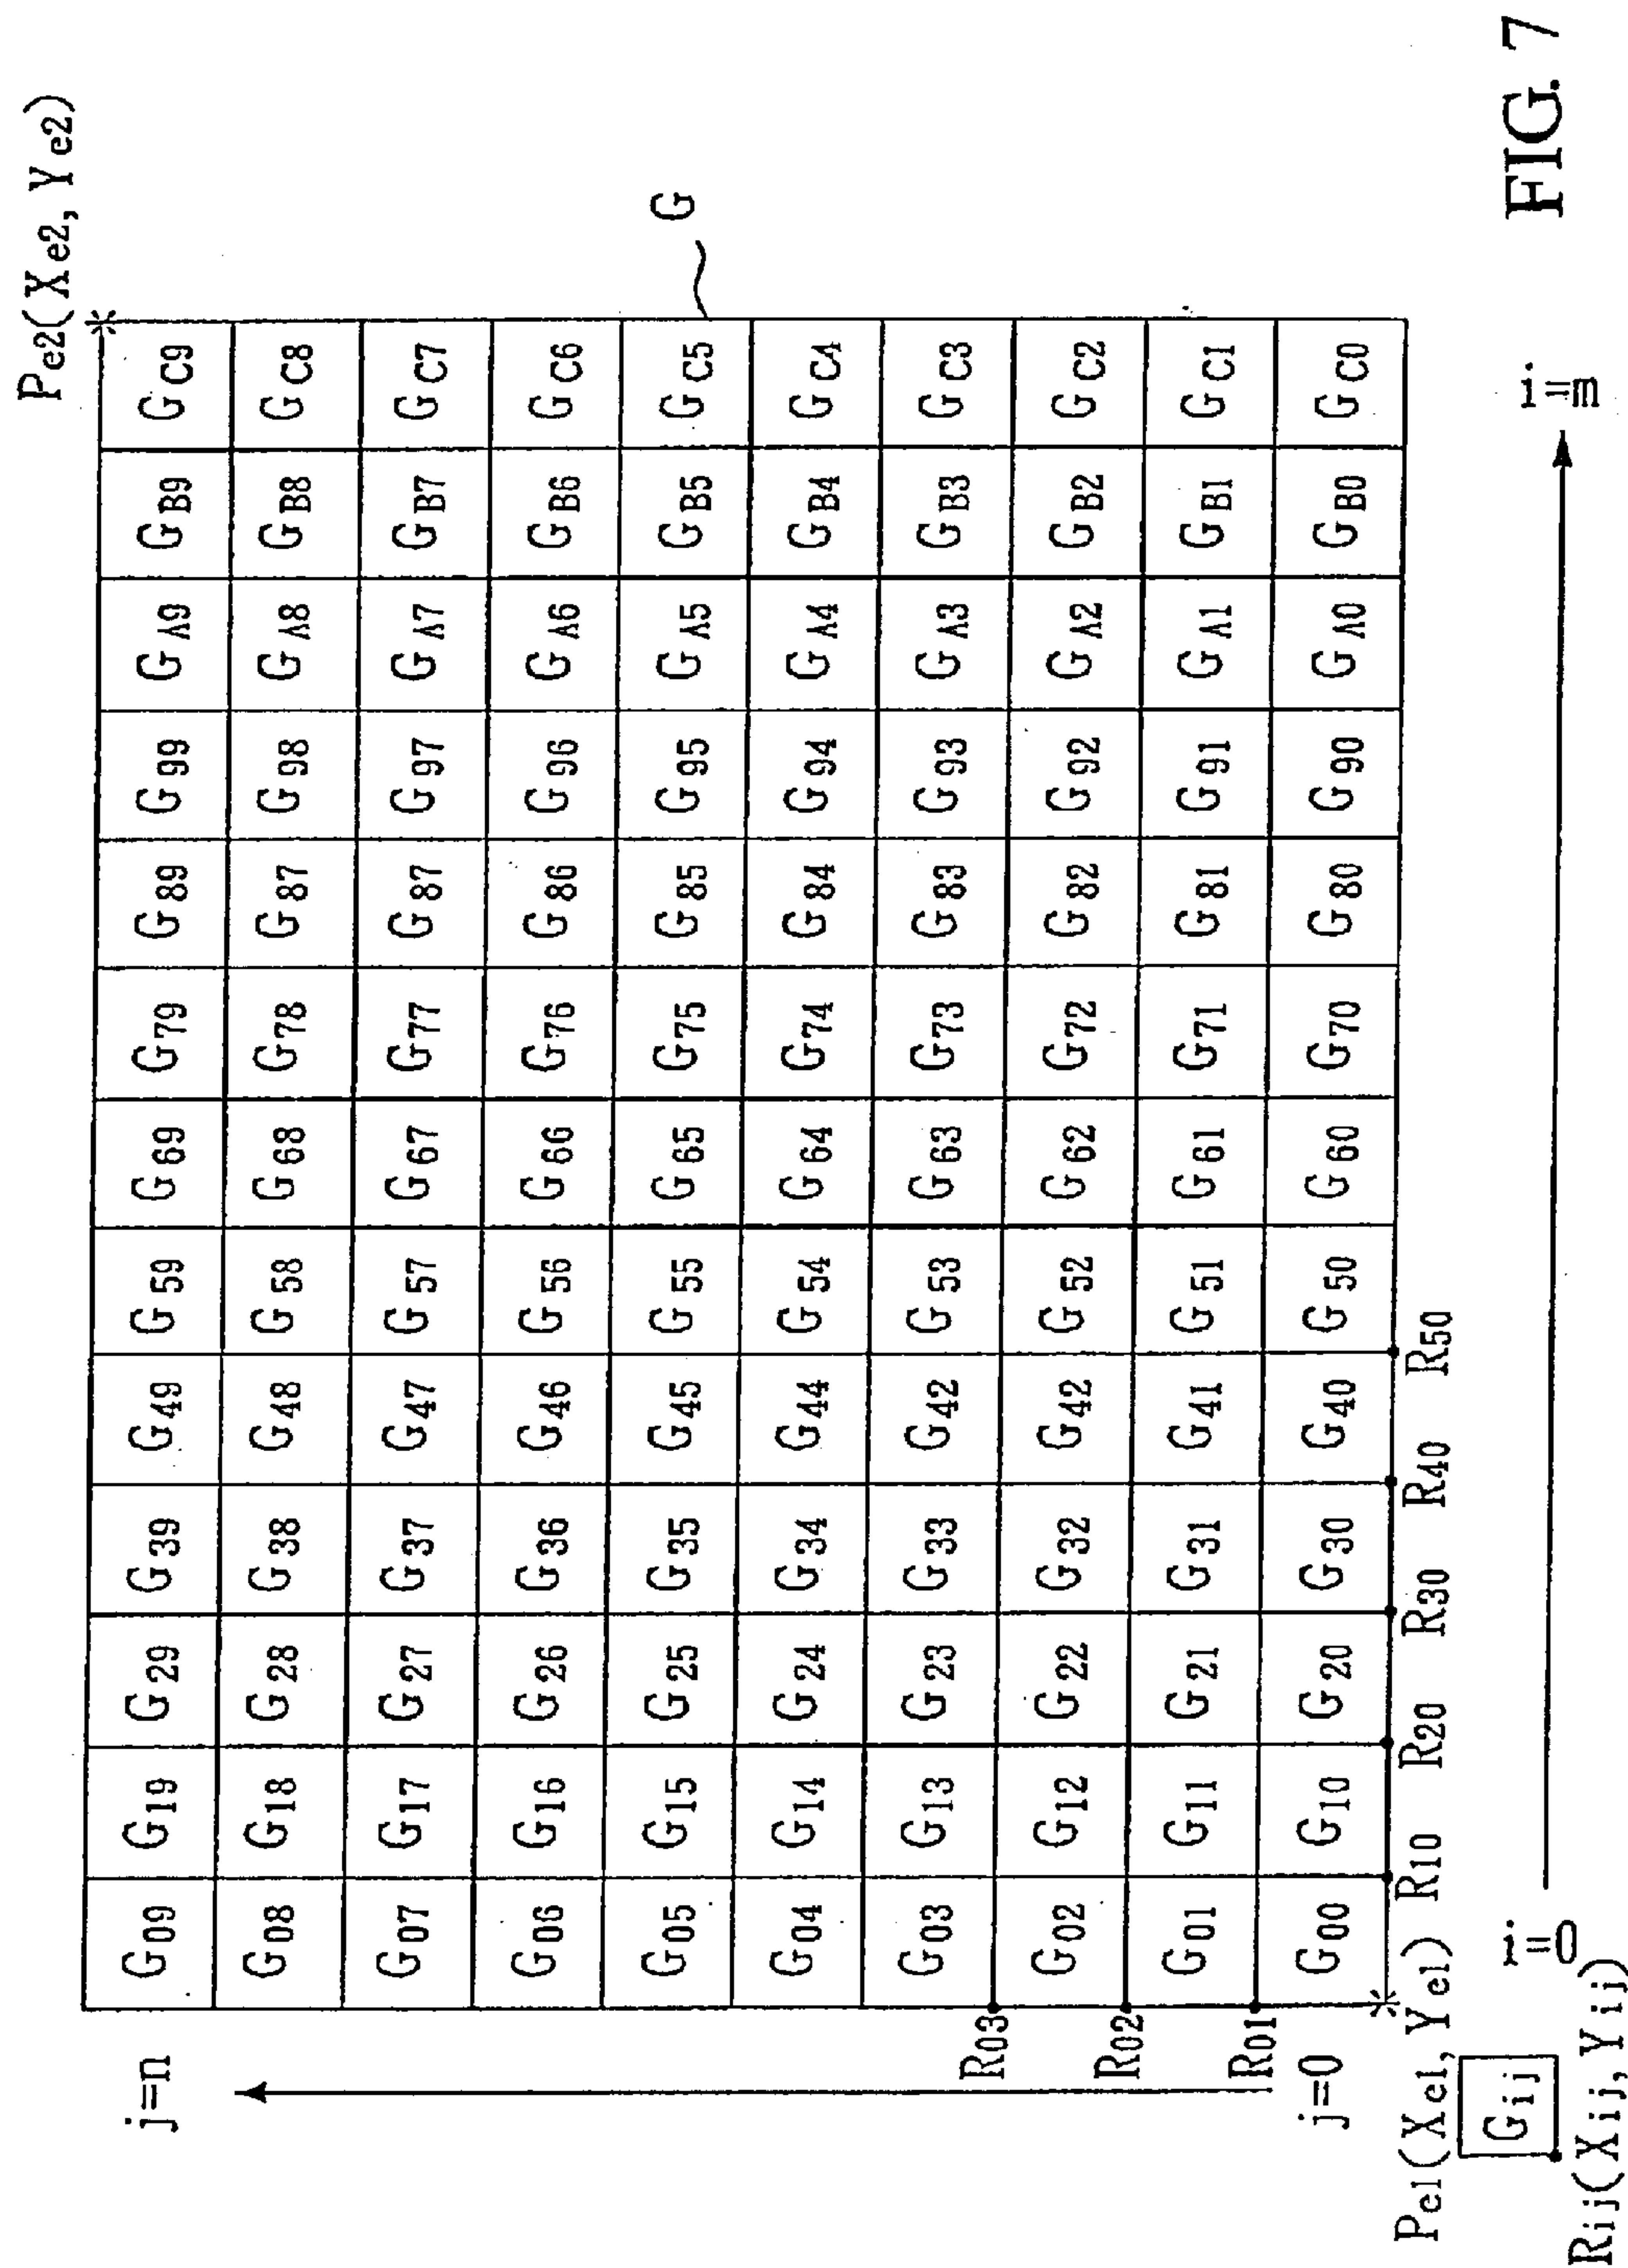 Pe2(Xe2, Ye2)
j=n
G09 G19 G29 G39 G49 G59 G69 G79 G89 G99 GA9 GB9 GC9
G08 G18 G28 G38 G48 G58 G68 G78 G87 G98 GA8 GB8 GC8
G07 G17 G27 G37 G47 G57 G67 G77 G87 G97 GA7 GB7 GC7
G06 G16 G26 G36 G46 G56 G66 G76 G86 G96 GA6 GB6 GC6
G05 G15 G25 G35 G45 G55 G65 G75 G85 G95 GA5 GB5 GC5
G
G04 G14 G24 G34 G44 G54 G64 G74 G84 G94 GA4 GB4 GC4
G03 G13 G23 G33 G42 G53 G63 G73 G83 G93 GA3 GB3 GC3
R03
G02 G12 G22 G32 G42 G52 G62 G72 G82 G92 GA2 GB2 GC2
R02
G01 G11 G21 G31 G41 G51 G61 G71 G81 G91 GA1 GB1 GC1
R01
j=0
G00 G10 G20 G30 G40 G50 G60 G70 G80 G90 GA0 GB0 GC0
Pe1(Xe1, Ye1) R10 R20 R30 R40 R50
Gij
i=0
i=m
Rij(Xij, Yij)
FIG. 7